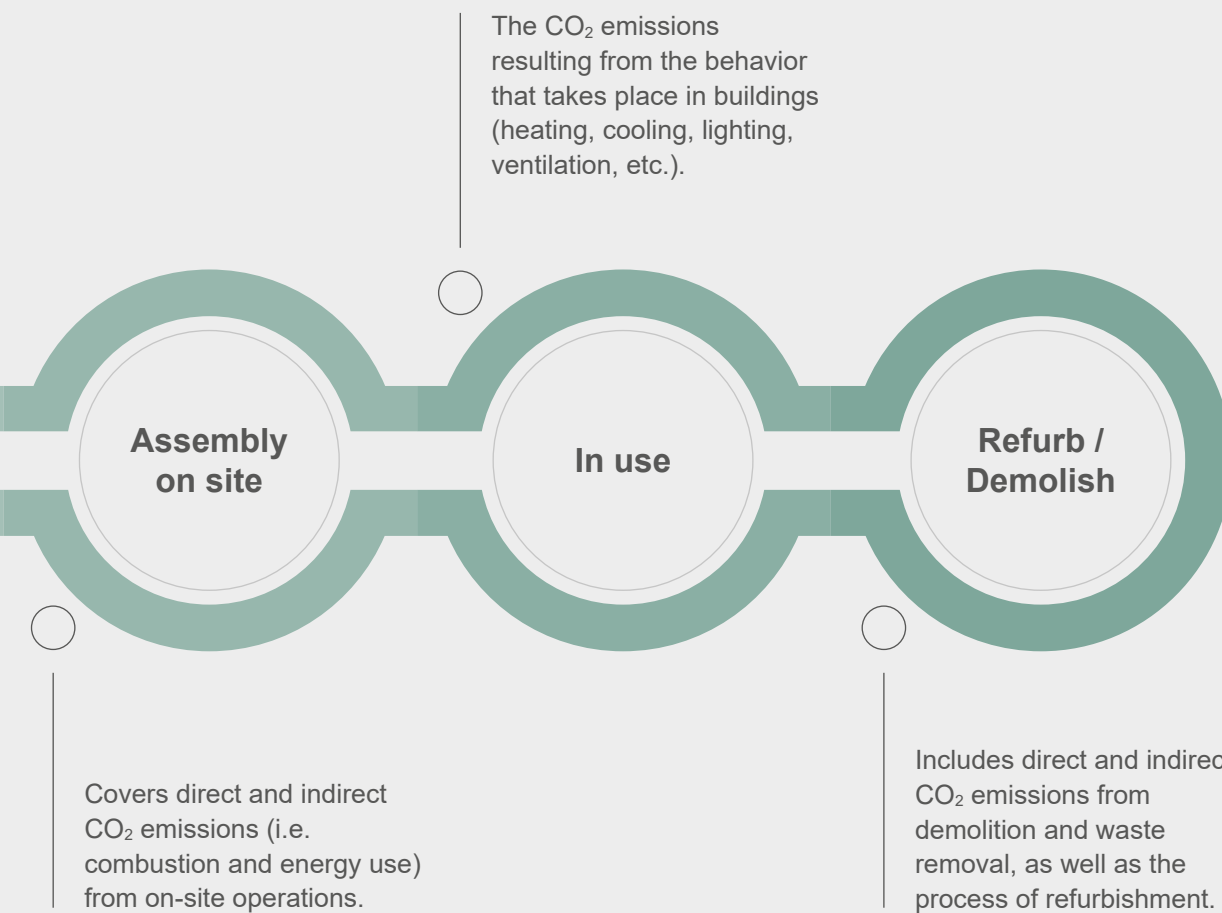 The CO₂ emissions
resulting from the behavior
that takes place in buildings
(heating, cooling, lighting,
ventilation, etc.).
Assembly
on site
In use
Refurb /
Demolish
Covers direct and indirect
CO₂ emissions (i.e.
combustion and energy use)
from on-site operations.
Includes direct and indirec
CO₂ emissions from
demolition and waste
removal, as well as the
process of refurbishment.